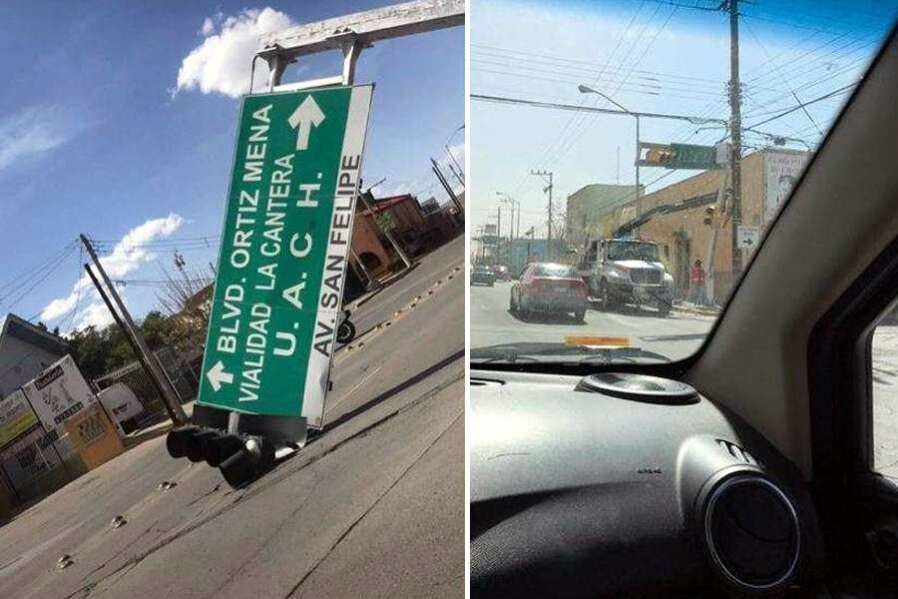 BLVD. ORTIZ MENA
VIALIDAD LA CANTERA
U. A. C. H.
AV. SAN FELIPE